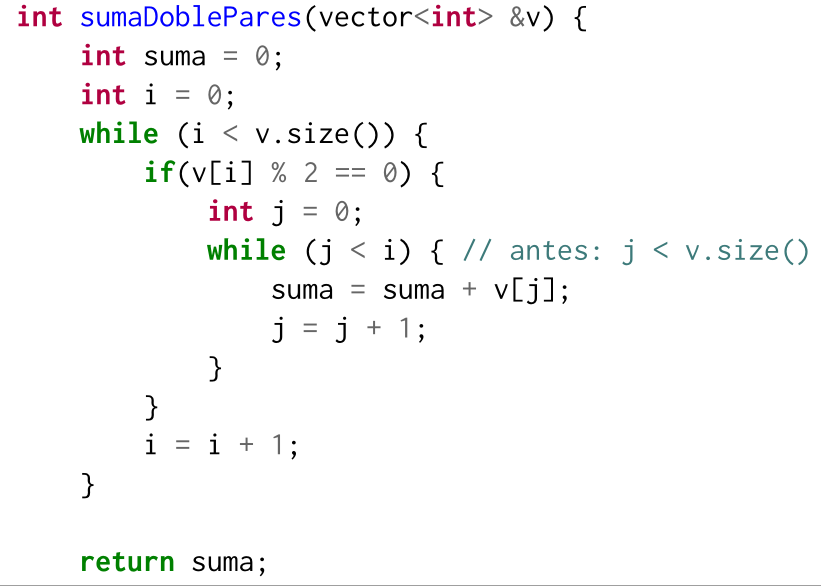 int sumaDoblePares(vector<int> &v) {
    int suma = 0;
    int i = 0;
    while (i < v.size()) {
        if(v[i] % 2 == 0) {
            int j = 0;
            while (j < i) { // antes: j < v.size()
                suma = suma + v[j];
                j = j + 1;
            }
        }
        i = i + 1;
    }

    return suma;